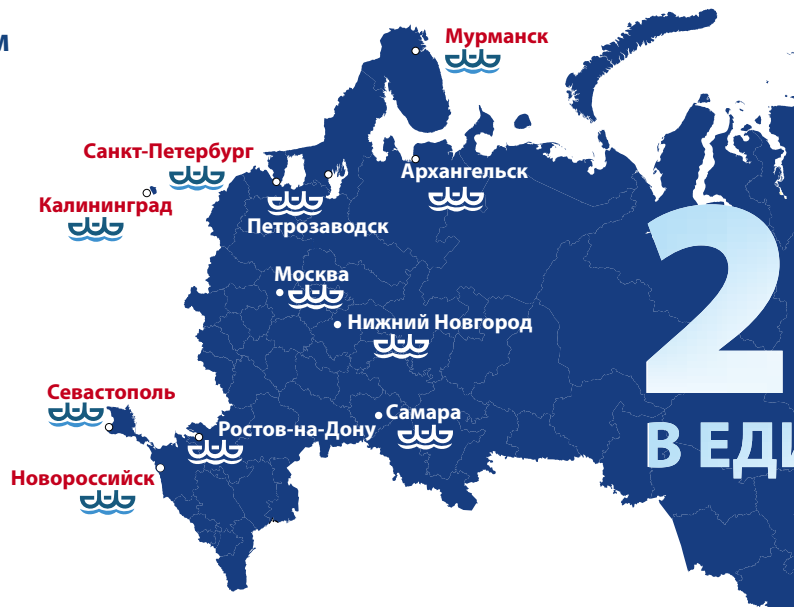 м
Мурманск
Санкт-Петербург
Архангельск
Калининград
Петрозаводск
Москва
2
Нижний Новгород
Севастополь
Самара
Ростов-на-Дону
В ЕДИ
Новороссийск